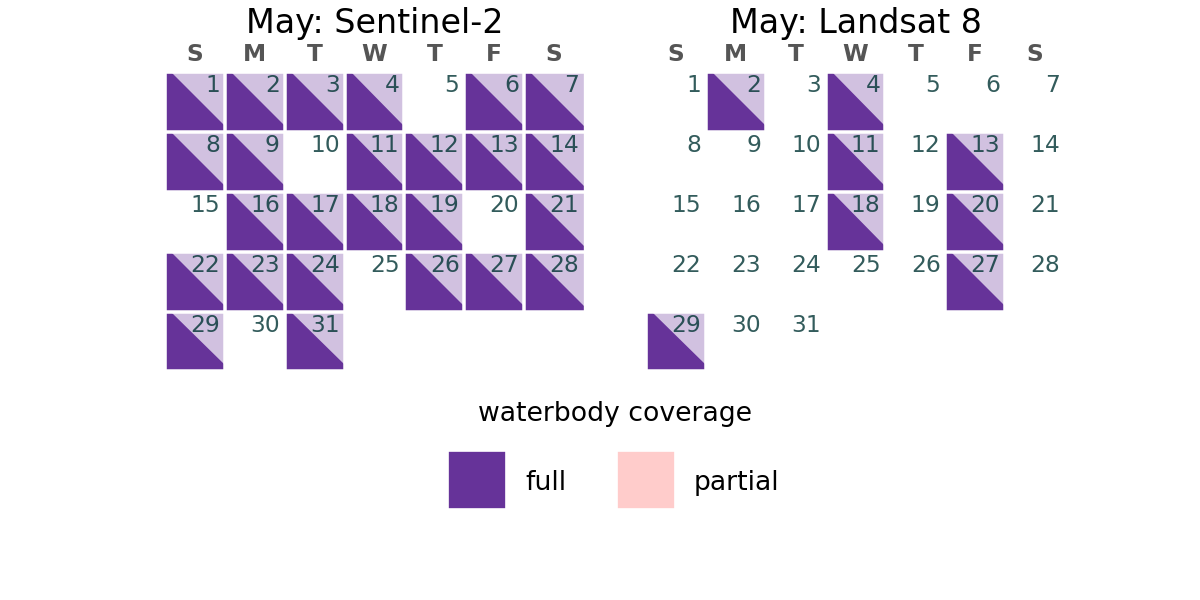 May: Sentinel-2
S M T W T F S
1 2 3 4 5 6 7
8 9 10 11 12 13 14
15 16 17 18 19 20 21
22 23 24 25 26 27 28
29 30 31
May: Landsat 8
S M T W T F S
1 2 3 4 5 6 7
8 9 10 11 12 13 14
15 16 17 18 19 20 21
22 23 24 25 26 27 28
29 30 31
waterbody coverage
full
partial